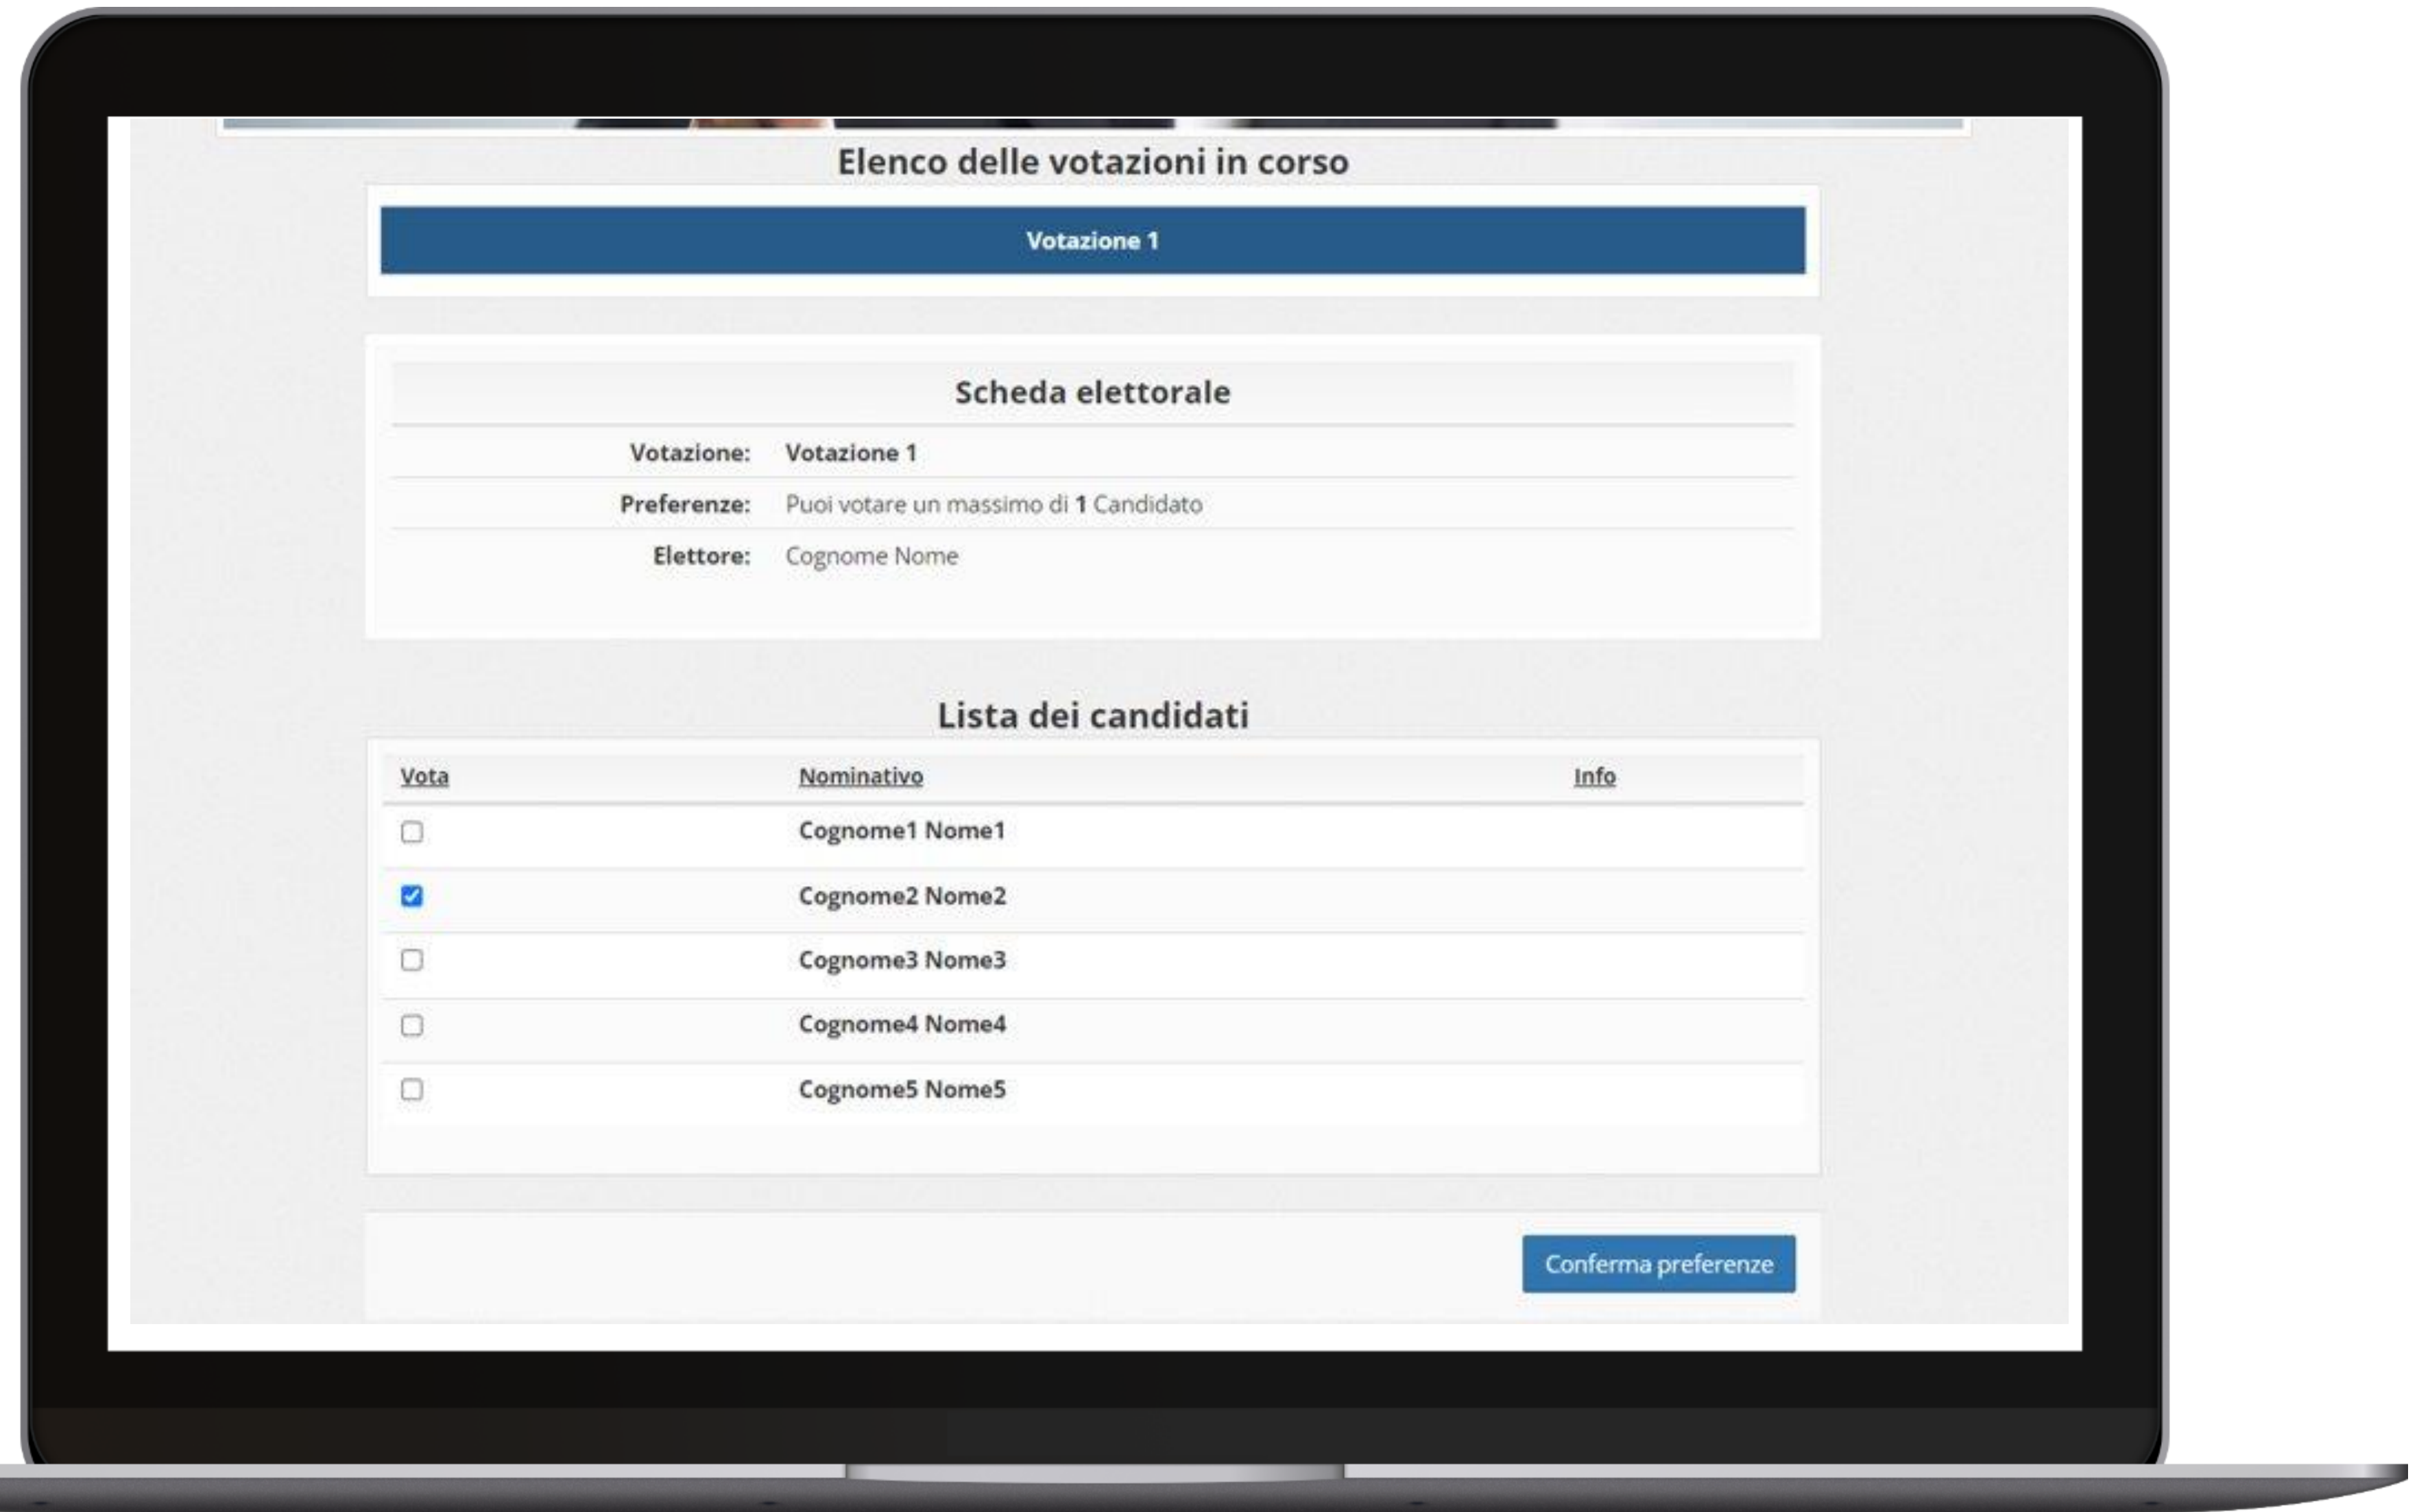 Elenco delle votazioni in corso
Votazione 1
Scheda elettorale
Votazione: Votazione 1
Preferenze: Puoi votare un massimo di 1 Candidato
Elettore: Cognome Nome
Lista dei candidati
Vota Nominativo Info
Cognome1 Nome1
Cognome2 Nome2
Cognome3 Nome3
Cognome4 Nome4
Cognome5 Nome5
Conferma preferenze